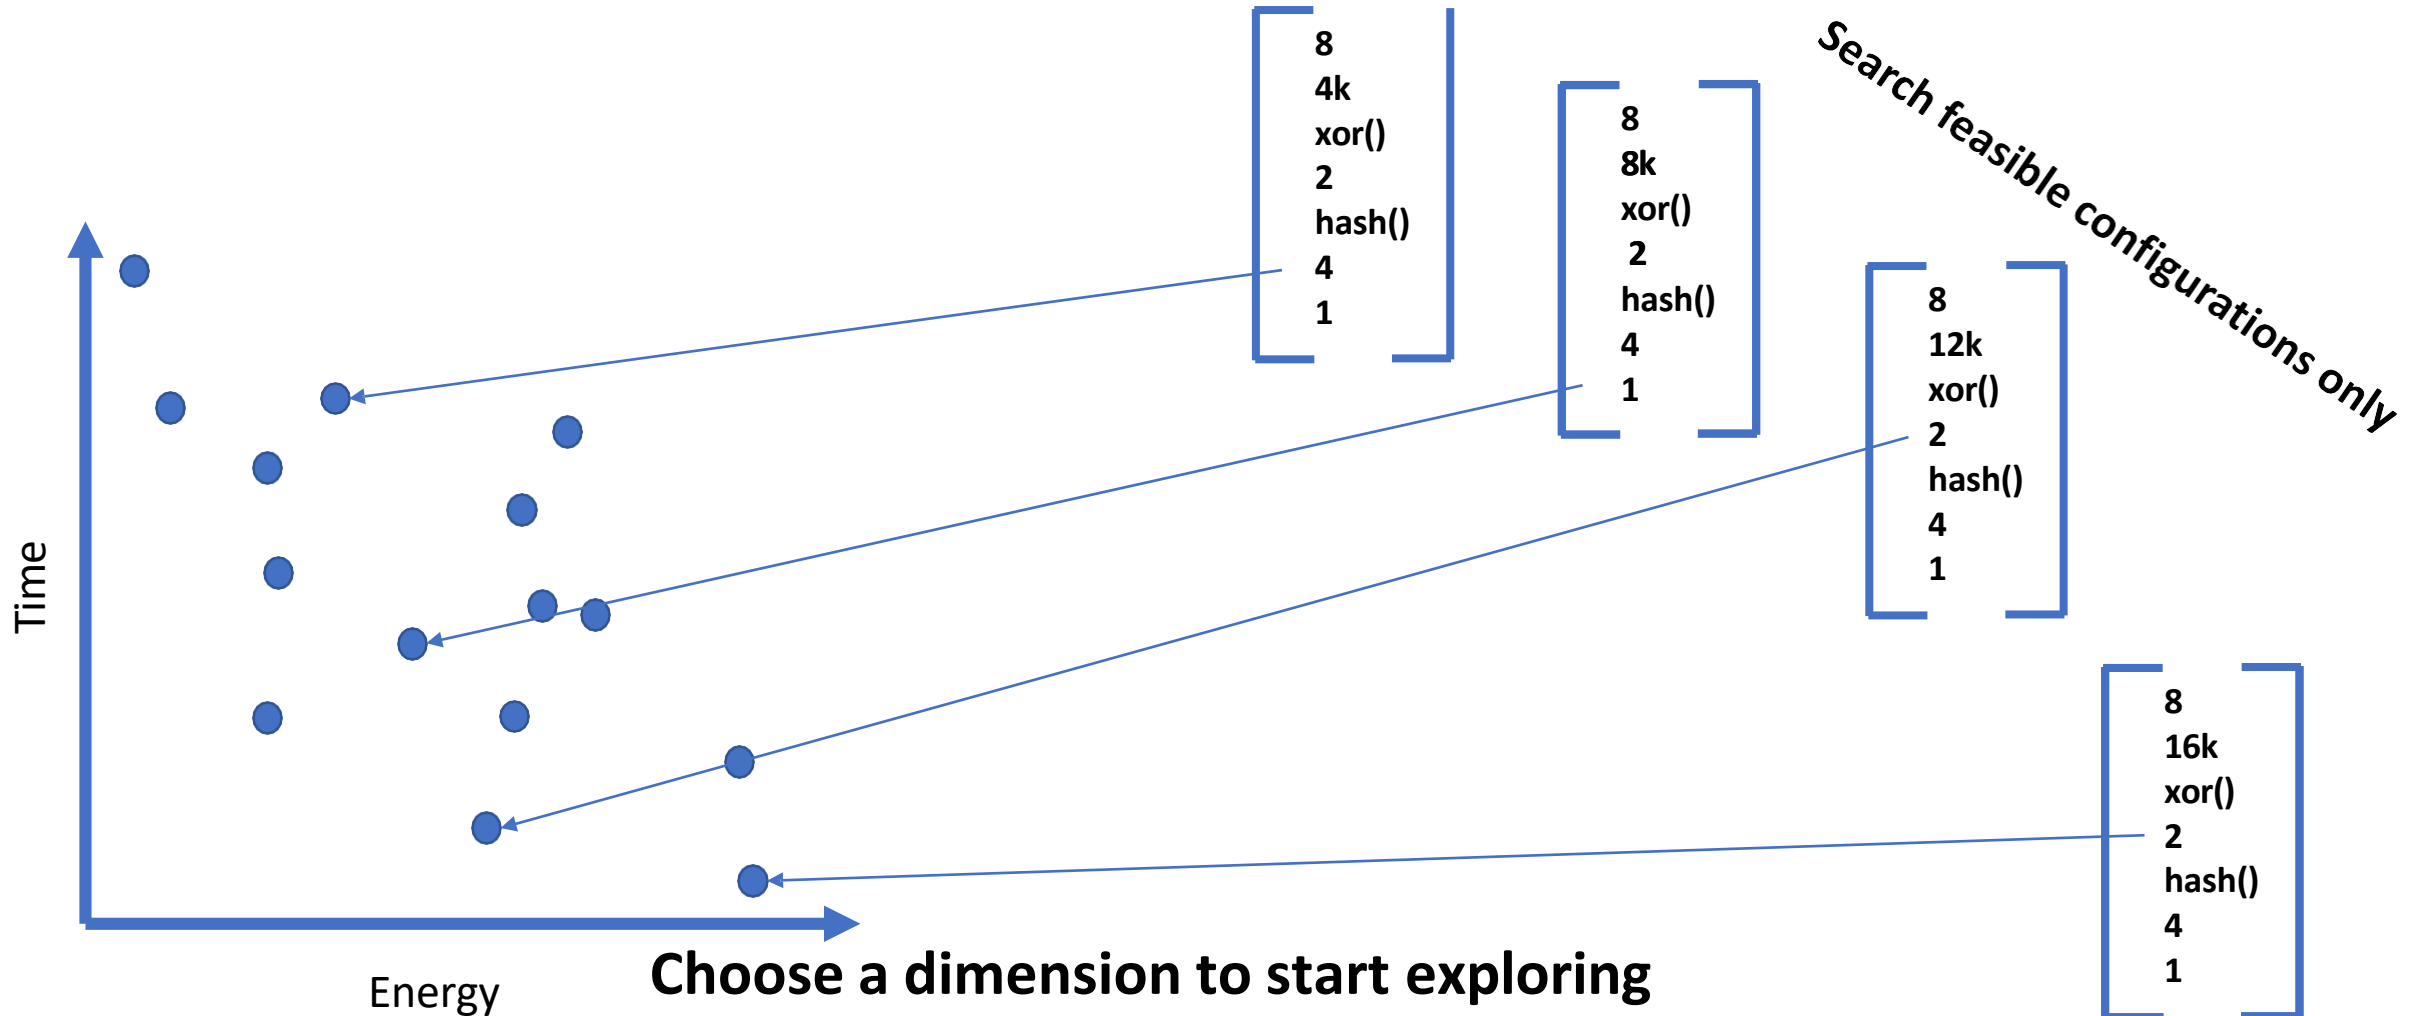 8
4k
xor()
2
hash()
4
1
8
8k
xor()
2
hash()
4
1
Search feasible configurations only
8
12k
xor()
2
hash()
4
1
8
16k
xor()
2
hash()
4
1
Time
Energy
Choose a dimension to start exploring